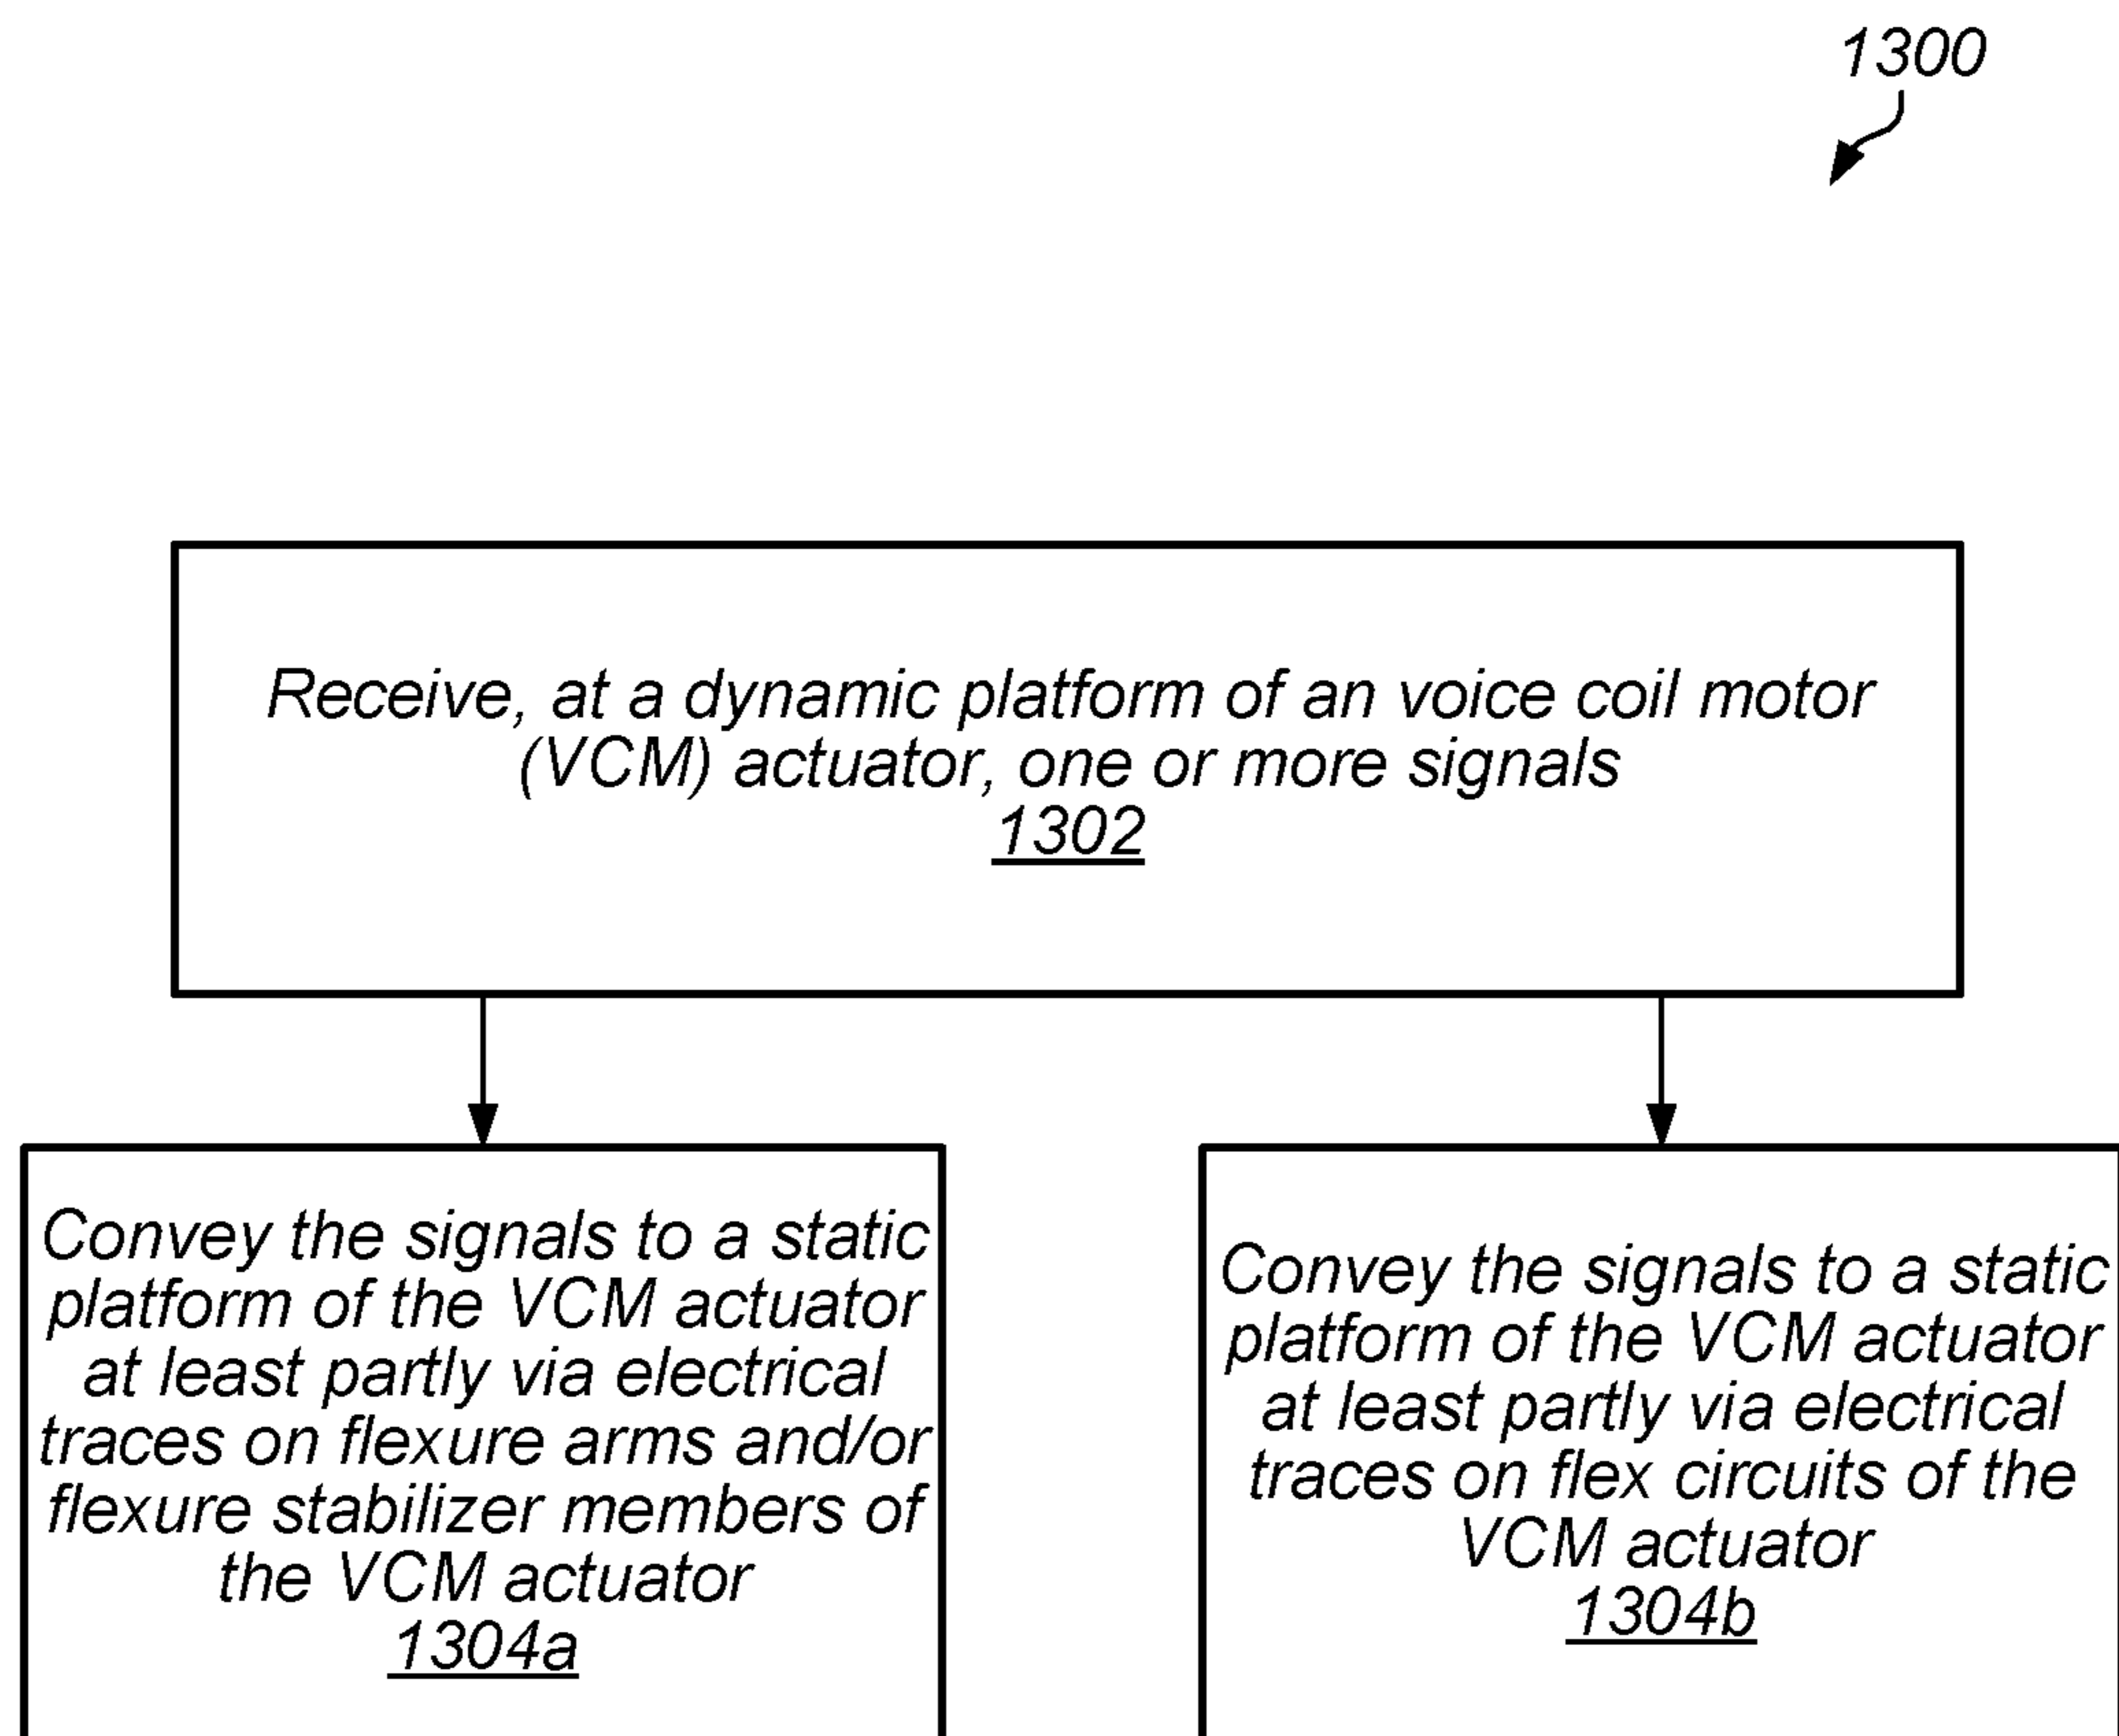 1300
Receive, at a dynamic platform of an voice coil motor
(VCM) actuator, one or more signals
1302
Convey the signals to a static
platform of the VCM actuator
at least partly via electrical
traces on flexure arms and/or
flexure stabilizer members of
the VCM actuator
1304a
Convey the signals to a static
platform of the VCM actuator
at least partly via electrical
traces on flex circuits of the
VCM actuator
1304b